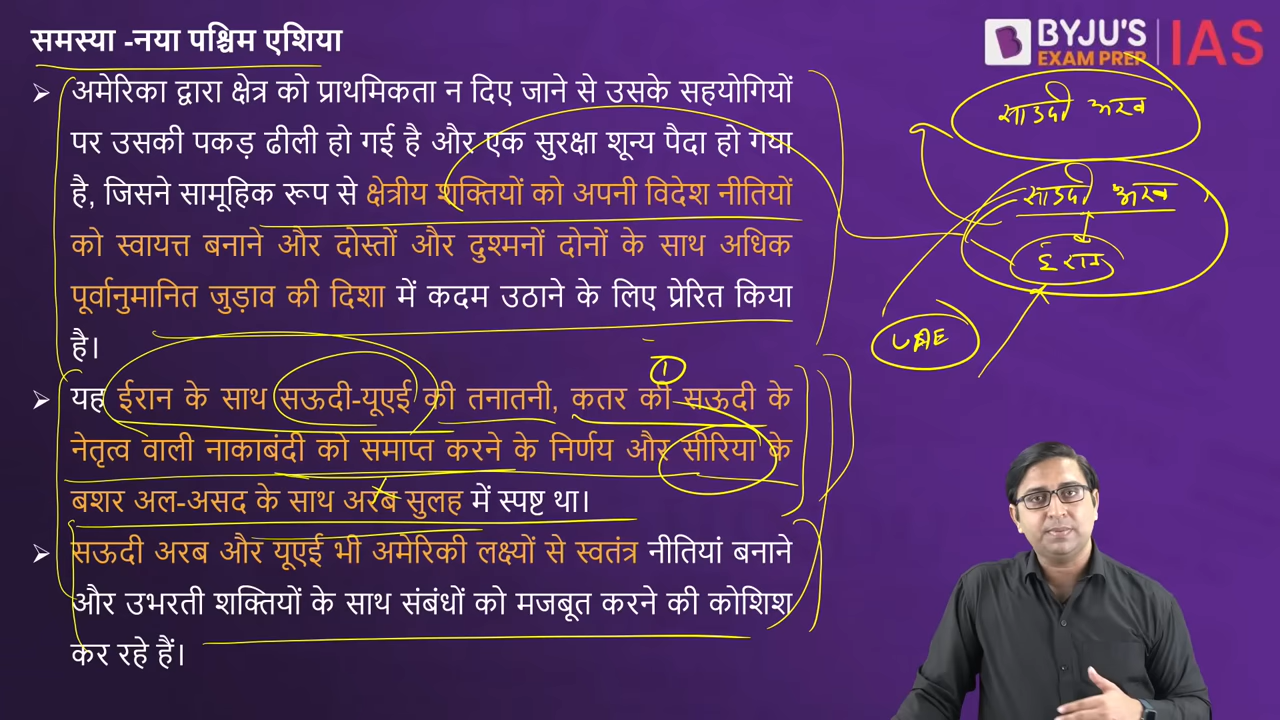 समस्या -नया पश्चिम एशिया
BYJU'S
EXAM PREP
IAS
➢ अमेरिका द्वारा क्षेत्र को प्राथमिकता न दिए जाने से उसके सहयोगियों
पर उसकी पकड़ ढीली हो गई है और एक सुरक्षा शून्य पैदा हो गया
है, जिसने सामूहिक रूप से क्षेत्रीय शक्तियों को अपनी विदेश नीतियों
को स्वायत्त बनाने और दोस्तों और दुश्मनों दोनों के साथ अधिक
पूर्वानुमानित जुड़ाव की दिशा में कदम उठाने के लिए प्रेरित किया
है।
➢ यह ईरान के साथ सऊदी-यूएई की तनातनी, कतर की सऊदी के
नेतृत्व वाली नाकाबंदी को समाप्त करने के निर्णय और सीरिया के
बशर अल-असद के साथ अरब सुलह में स्पष्ट था।
➢ सऊदी अरब और यूएई भी अमेरिकी लक्ष्यों से स्वतंत्र नीतियां बनाने
और उभरती शक्तियों के साथ संबंधों को मजबूत करने की कोशिश
कर रहे हैं।
साउदी अरब
साउदी अरब
ईरान
UAE
1